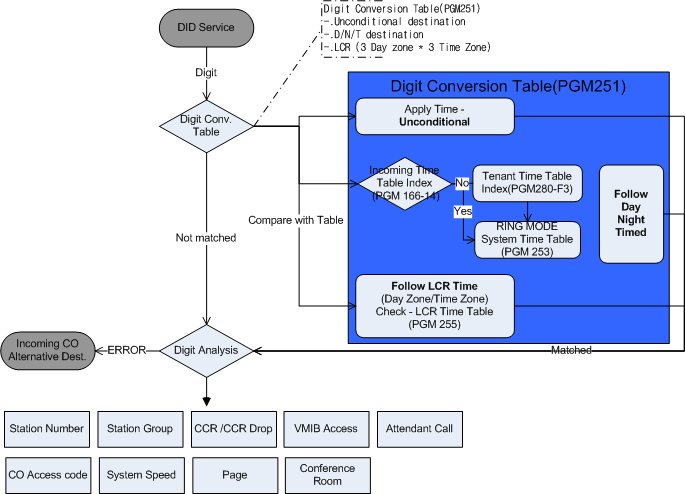 DID Service
Digit Conversion Table(PGM251)
-.Unconditional destination
-.D/N/T destination
-.LCR (3 Day zone * 3 Time Zone)
Digit
Digit Conv.
Table
Digit Conversion Table(PGM251)
Apply Time -
Unconditional
Incoming Time
Table Index
(PGM 166-14)
No
Yes
Tenant Time Table
Index(PGM280-F3)
RING MODE
System Time Table
(PGM 253)
Follow
Day
Night
Timed
Compare with Table
Not matched
Follow LCR Time
(Day Zone/Time Zone)
Check - LCR Time Table
(PGM 255)
Incoming CO
Alternative Dest.
ERROR
Digit Analysis
Matched
Station Number
Station Group
CCR /CCR Drop
VMIB Access
Attendant Call
CO Access code
System Speed
Page
Conference
Room